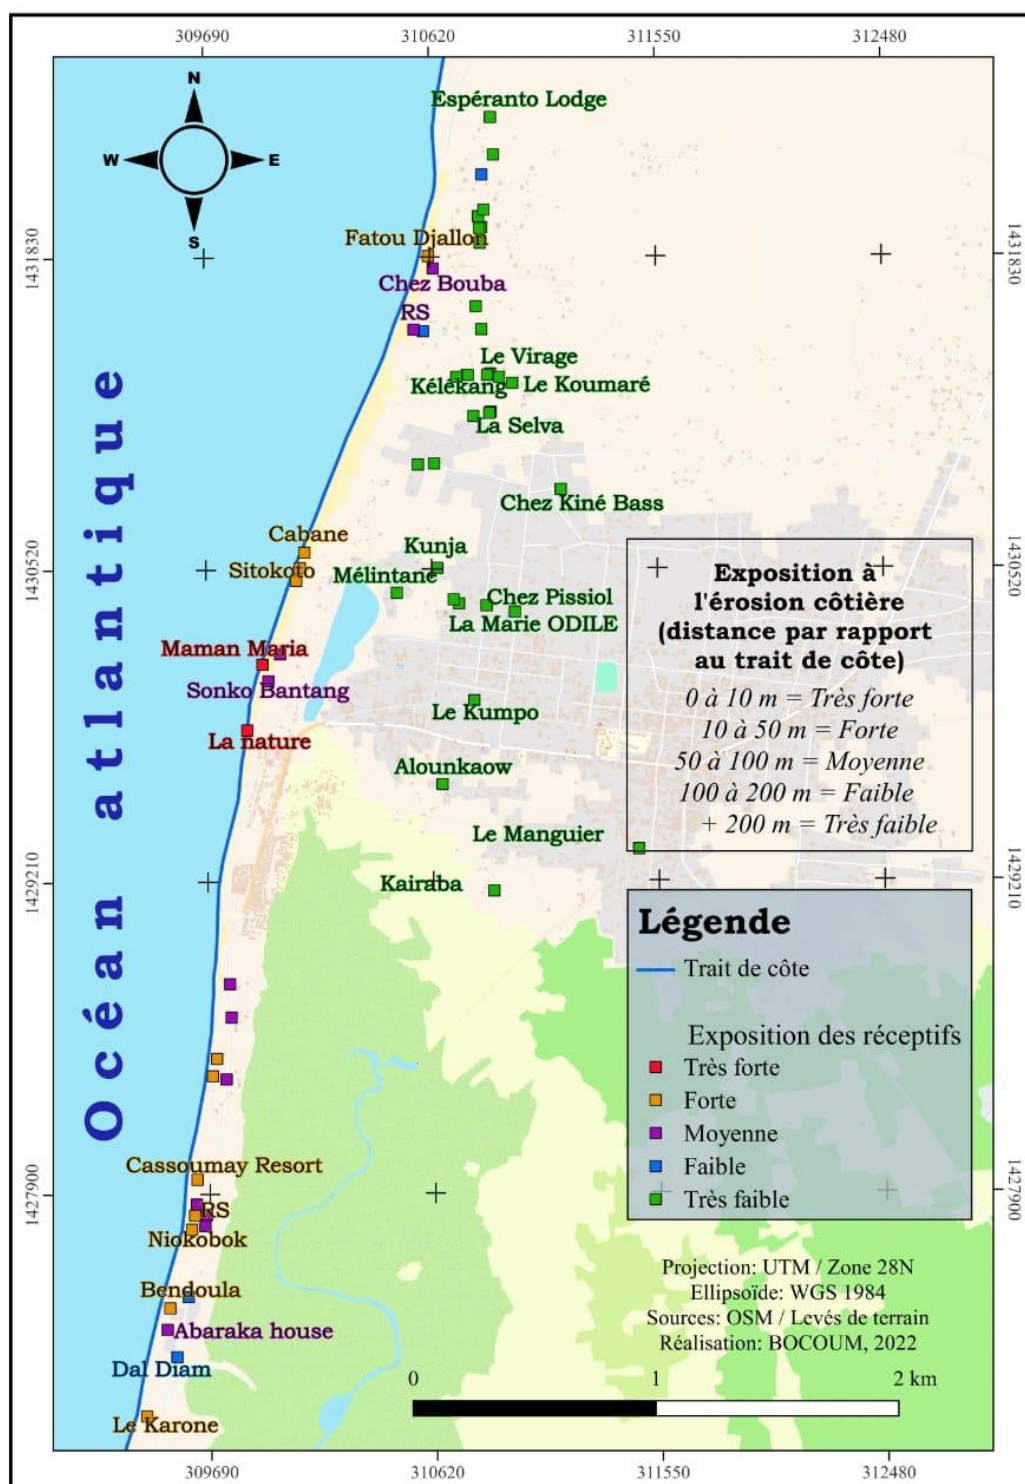 309690
310620
311550
312480
N
W
E
S
Espéranto Lodge
1431830
1431830
Fatou Djallon
Chez Bouba
RS
Le Virage
Kélékang
Le Koumaré
La Selva
Chez Kiné Bass
Océan atlantique
Cabane
Kunja
1430520
1430520
Sitokoto
Mélintane
Chez Pissiol
La Marie ODILE
Maman Maria
Sonko Bantang
Le Kumpo
La nature
Alounkaow
Le Manguier
Kairaba
1429210
1429210
Exposition à
l'érosion côtière
(distance par rapport
au trait de côte)
0 à 10 m = Très forte
10 à 50 m = Forte
50 à 100 m = Moyenne
100 à 200 m = Faible
+ 200 m = Très faible
Légende
Trait de côte
Exposition des réceptifs
Très forte
Forte
Moyenne
Faible
Très faible
Cassoumay Resort
1427900
1427900
RS
Niokobok
Bendoula
Abaraka house
Dal Diam
Le Karone
Projection: UTM / Zone 28N
Ellipsoïde: WGS 1984
Sources: OSM / Levés de terrain
Réalisation: BOCOUM, 2022
0
1
2 km
309690
310620
311550
312480